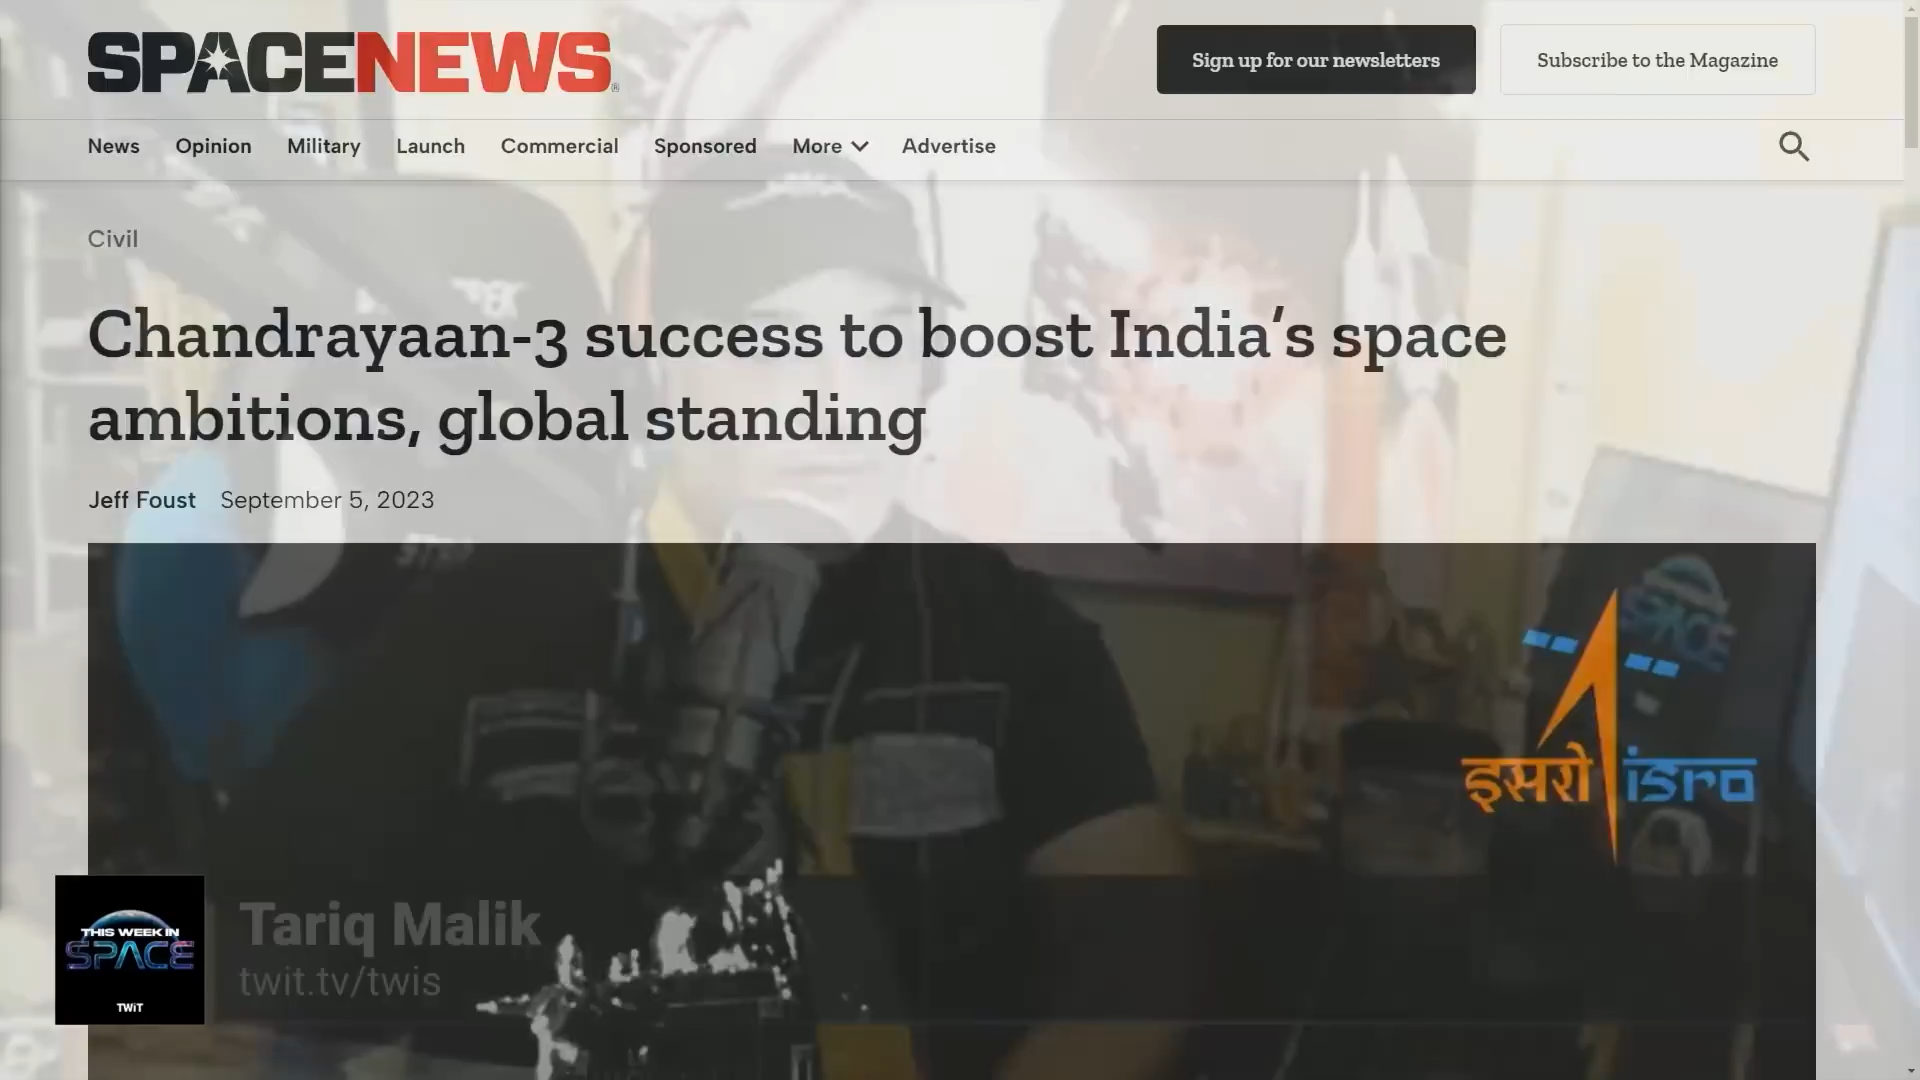 SPACENEWS
Sign up for our newsletters
Subscribe to the Magazine
News Opinion Military Launch Commercial Sponsored More Advertise
Civil
Chandrayaan-3 success to boost India’s space
ambitions, global standing
Jeff Foust September 5, 2023
SPACE
इसरो isro
THIS WEEK IN
SPACE
TWiT
Tariq Malik
twit.tv/twis